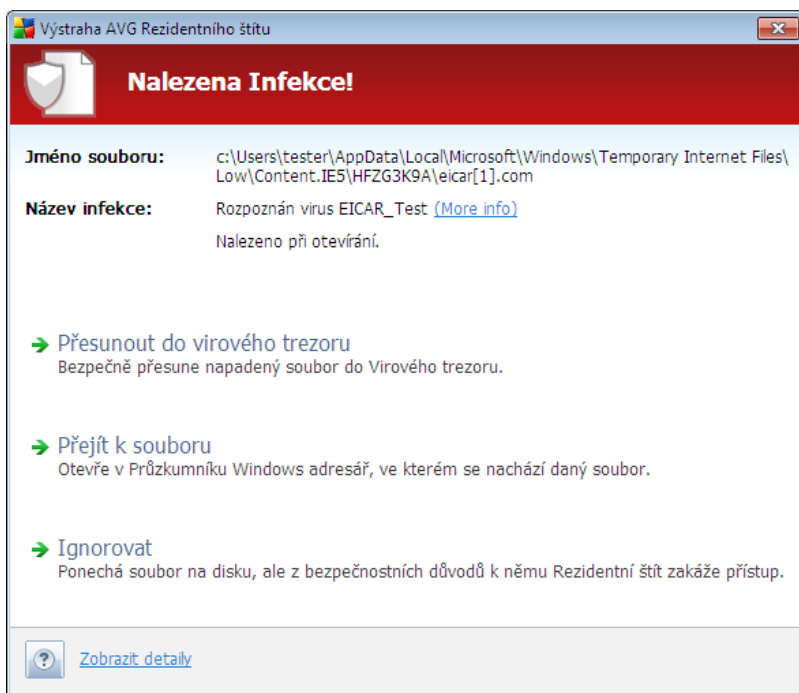 Výstraha AVG Rezidentního štítu
Nalezena Infekce!
Jméno souboru: c:\Users\tester\AppData\Local\Microsoft\Windows\Temporary Internet Files\
Low\Content.IE5\HFZG3K9A\eicar[1].com
Název infekce: Rozpoznán virus EICAR_Test (More info)
Nalezeno při otevírání.
Přesunout do virového trezoru
Bezpečně přesune napadený soubor do Virového trezoru.
Přejít k souboru
Otevře v Průzkumníku Windows adresář, ve kterém se nachází daný soubor.
Ignorovat
Ponechá soubor na disku, ale z bezpečnostních důvodů k němu Rezidentní štít zakáže přístup.
? Zobrazit detaily